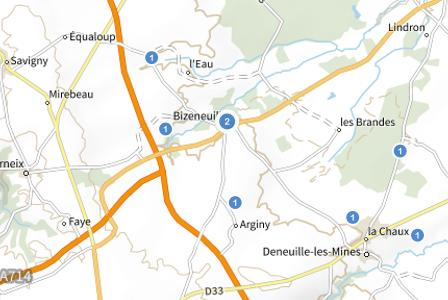 Lindron
Équaloup
1
Savigny
l'Eau
Mirebeau
Bizeneuil
2
1
les Brandes
1
erneix
1
Faye
Arginy
1
la Chaux
1
Deneuille-les-Mines
A714
D33